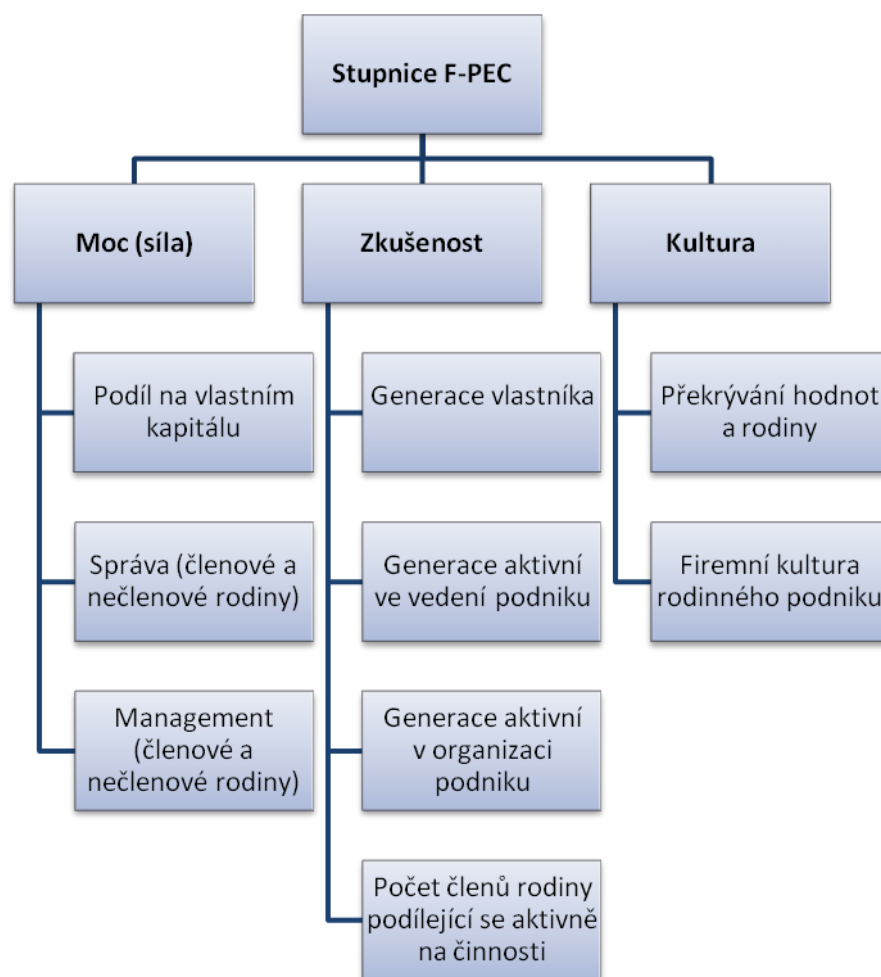 Stupnice F-PEC
Moc (síla)
Podíl na vlastním
kapitálu
Správa (členové a
nečlenové rodiny)
Management
(členové a
nečlenové rodiny)
Zkušenost
Generace vlastníka
Generace aktivní
ve vedení podniku
Generace aktivní
v organizaci
podniku
Počet členů rodiny
podílející se aktivně
na činnosti
Kultura
Překrývání hodnot
a rodiny
Firemní kultura
rodinného podniku